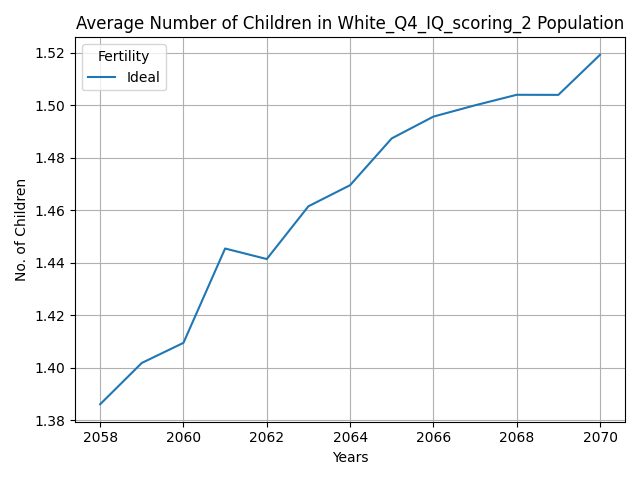 Average Number of Children in White_Q4_IQ_scoring_2 Population
Fertility
Ideal
1.52
1.50
1.48
1.46
1.44
1.42
1.40
1.38
No. of Children
2058 2060 2062 2064 2066 2068 2070
Years